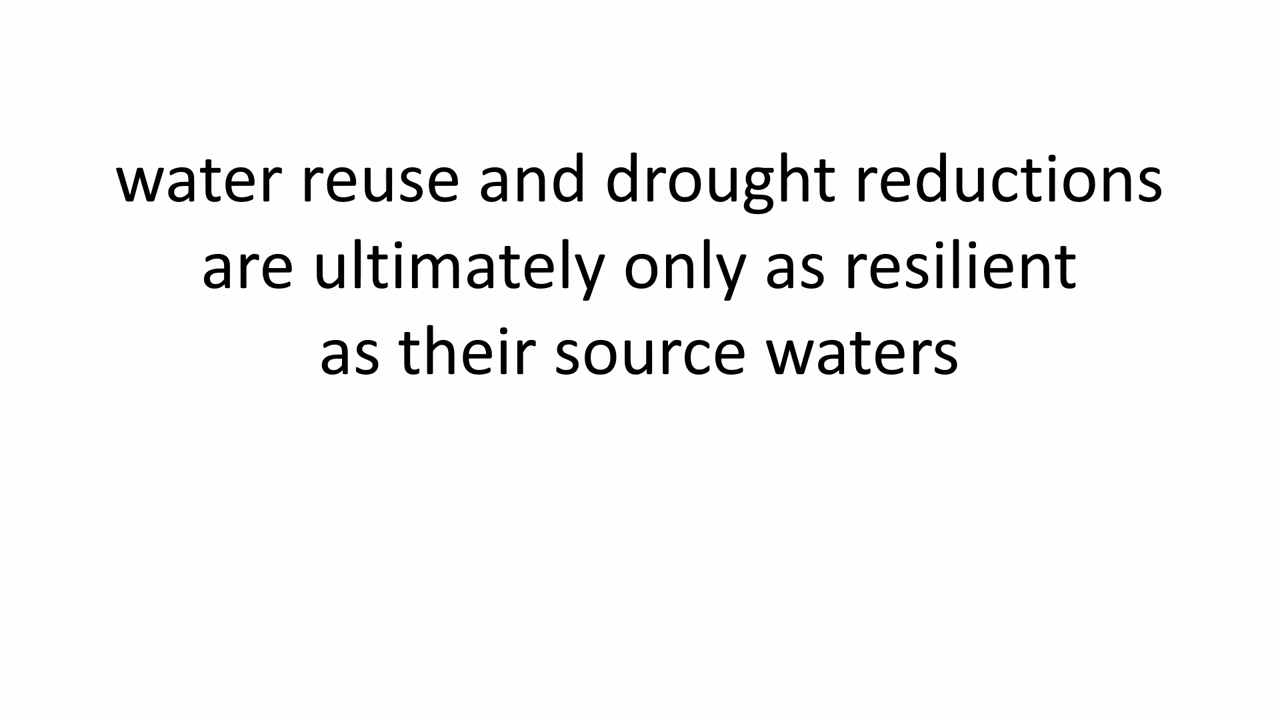 water reuse and drought reductions
are ultimately only as resilient
as their source waters